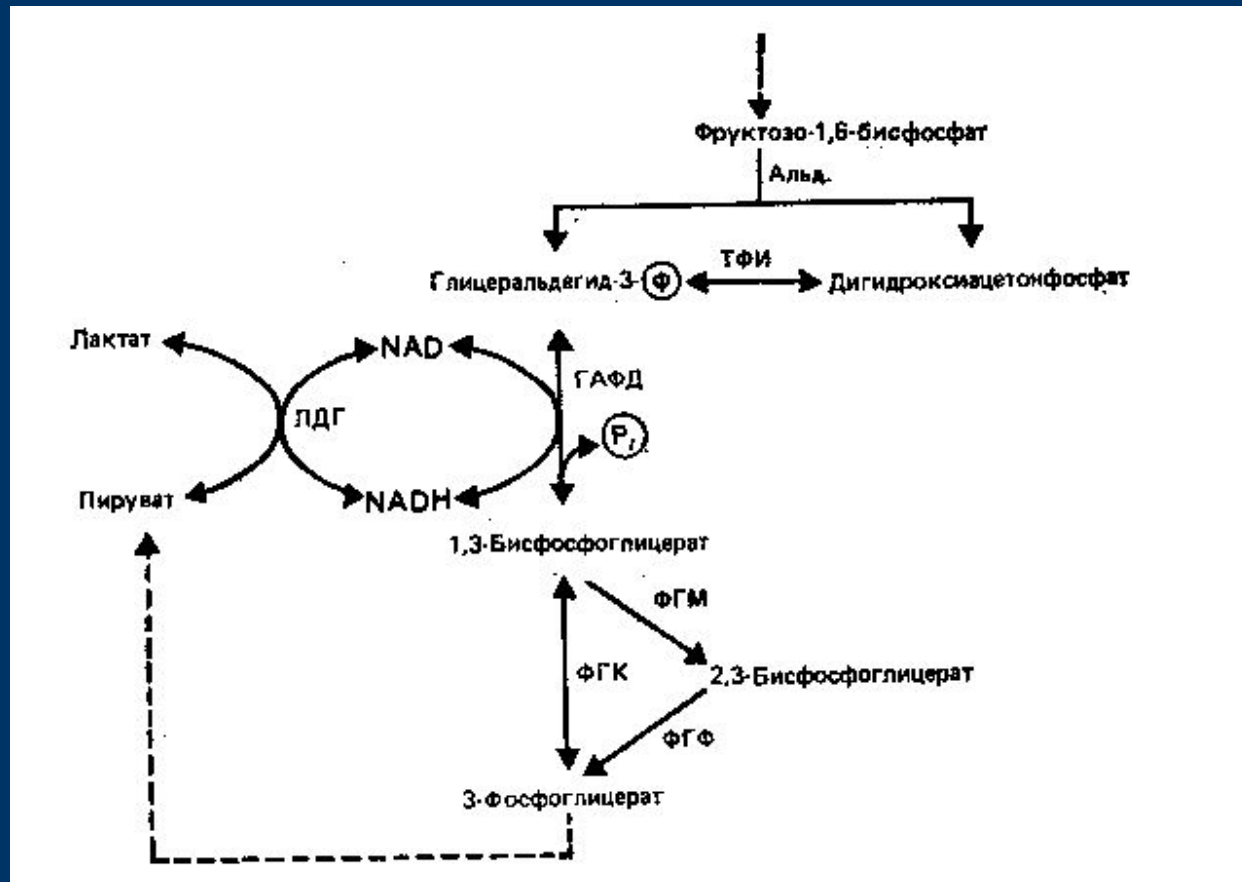 Фруктозо-1,6-бисфосфат
Альд.
Глицеральдегид-3-Ф
ТФИ
Дигидроксиацетонфосфат
Лактат
NAD
ГАФД
ЛДГ
Pi
Пируват
NADH
1,3-Бисфосфоглицерат
ФГМ
ФГК
2,3-Бисфосфоглицерат
ФГФ
3-Фосфоглицерат